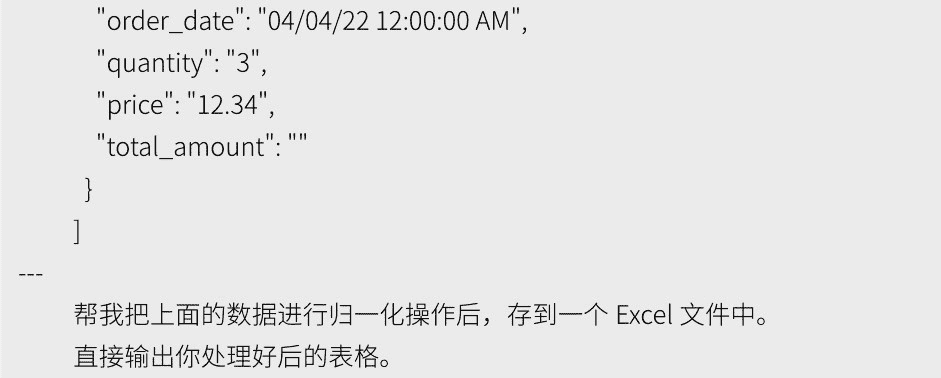 "order_date": "04/04/22 12:00:00 AM",
"quantity": "3",
"price": "12.34",
"total_amount": ""
}
]
---
帮我把上面的数据进行归一化操作后，存到一个 Excel 文件中。
直接输出你处理好后的表格。